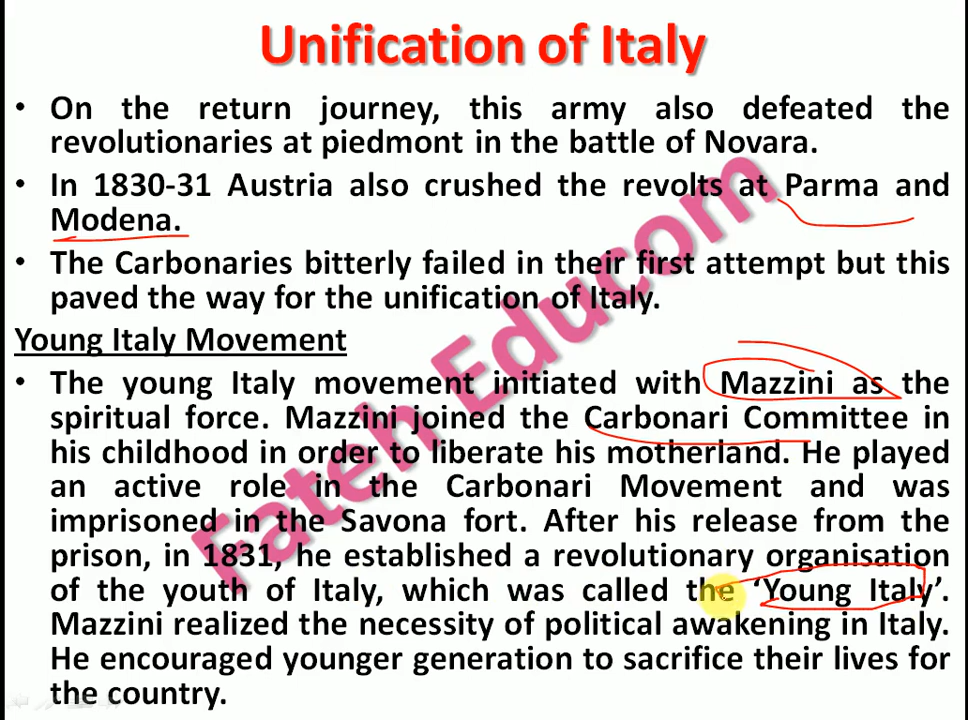 Unification of Italy
• On the return journey, this army also defeated the
revolutionaries at piedmont in the battle of Novara.
• In 1830-31 Austria also crushed the revolts at Parma and
Modena.
• The Carbonaries bitterly failed in their first attempt but this
paved the way for the unification of Italy.
Young Italy Movement
• The young Italy movement initiated with Mazzini as the
spiritual force. Mazzini joined the Carbonari Committee in
his childhood in order to liberate his motherland. He played
an active role in the Carbonari Movement and was
imprisoned in the Savona fort. After his release from the
prison, in 1831, he established a revolutionary organisation
of the youth of Italy, which was called the ‘Young Italy’.
Mazzini realized the necessity of political awakening in Italy.
He encouraged younger generation to sacrifice their lives for
the country.
Fateh Educom